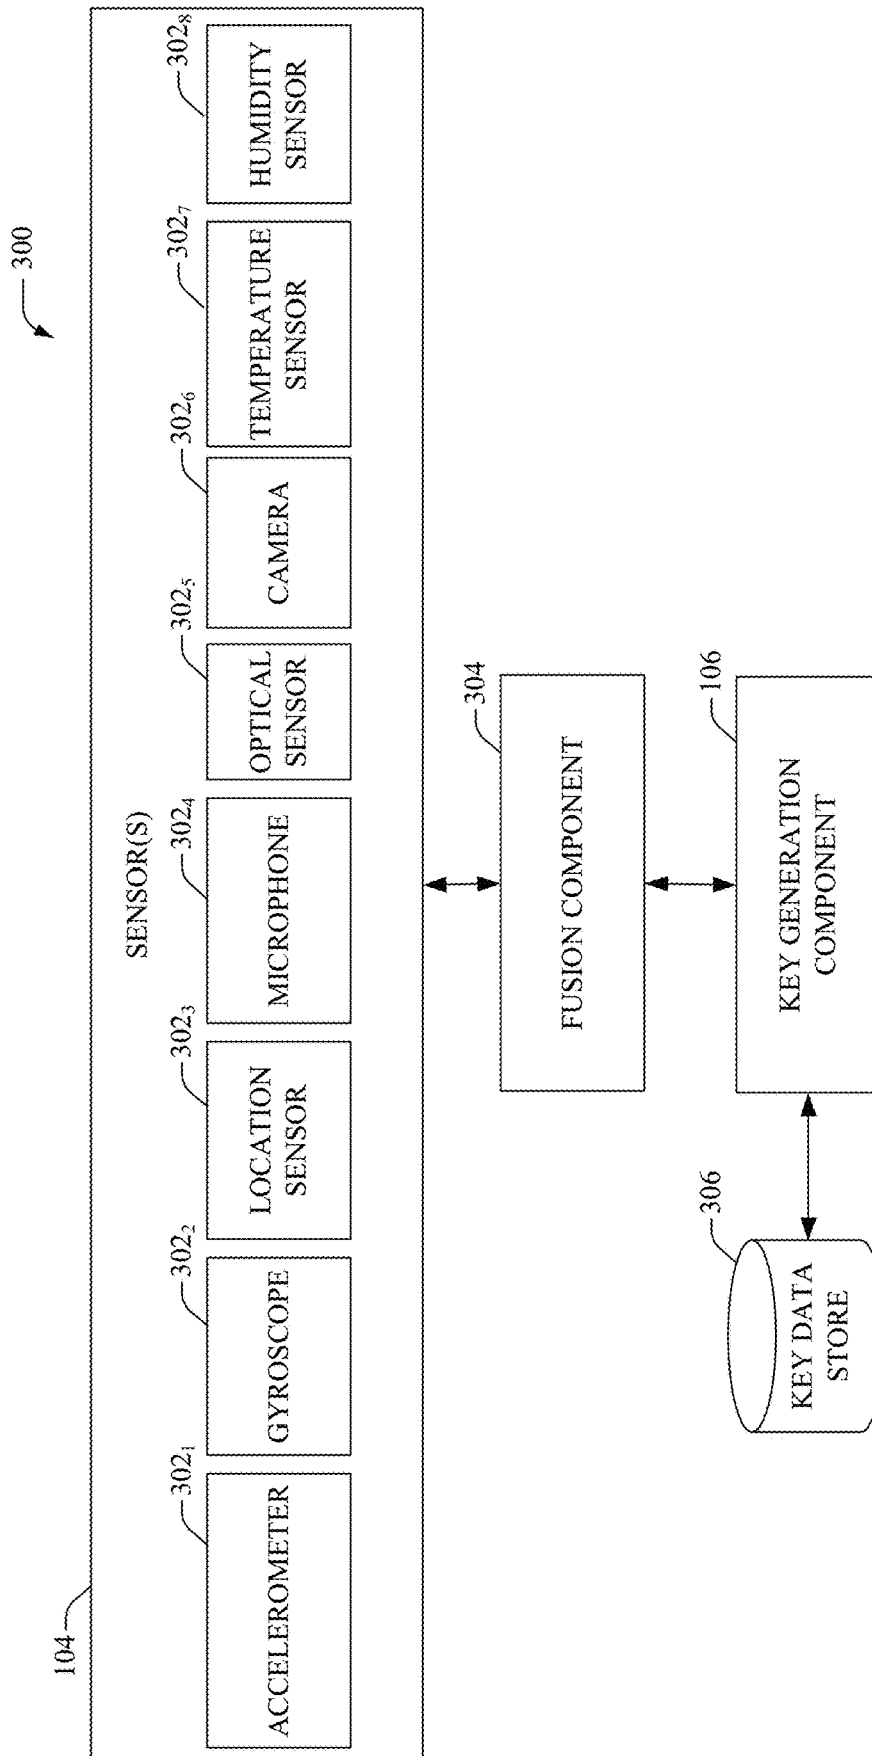 300
104
SENSOR(S)
302₁
302₂
302₃
302₄
302₅
302₆
302₇
302₈
ACCELEROMETER
GYROSCOPE
LOCATION
SENSOR
MICROPHONE
OPTICAL
SENSOR
CAMERA
TEMPERATURE
SENSOR
HUMIDITY
SENSOR
304
FUSION COMPONENT
306
106
KEY DATA
STORE
KEY GENERATION
COMPONENT